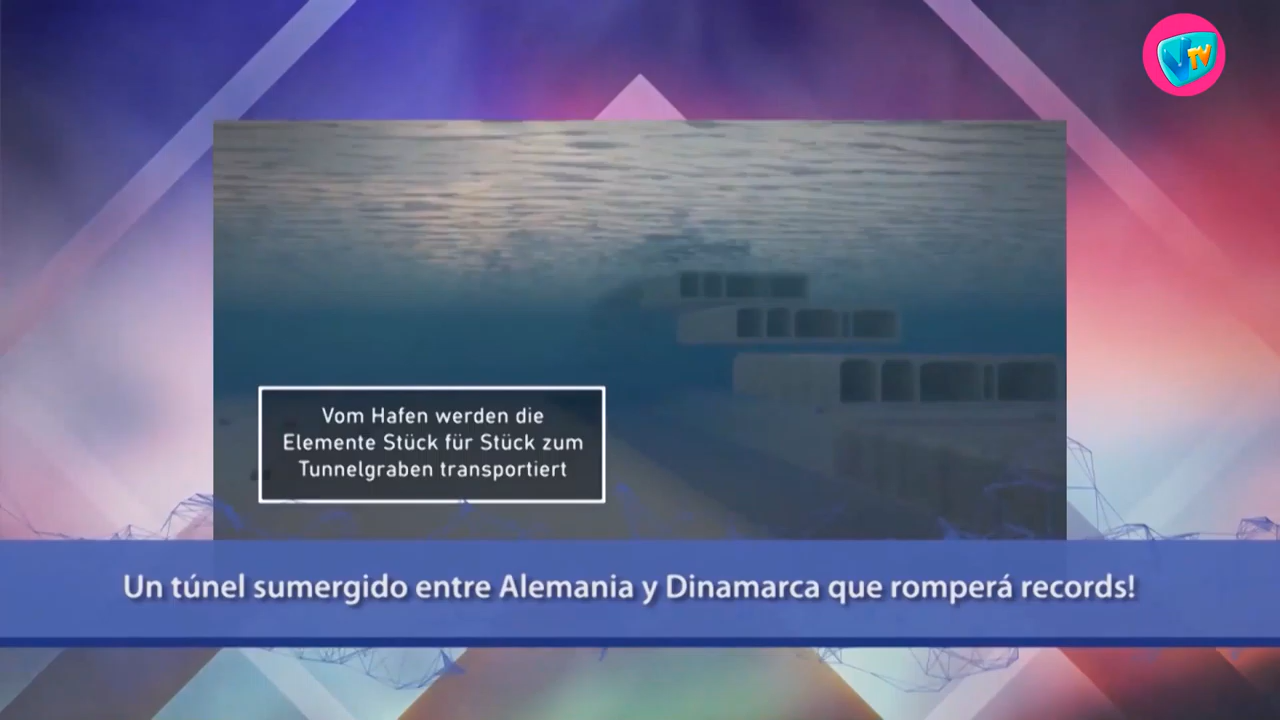 VTV
Vom Hafen werden die
Elemente Stück für Stück zum
Tunnelgraben transportiert
Un túnel sumergido entre Alemania y Dinamarca que romperá records!